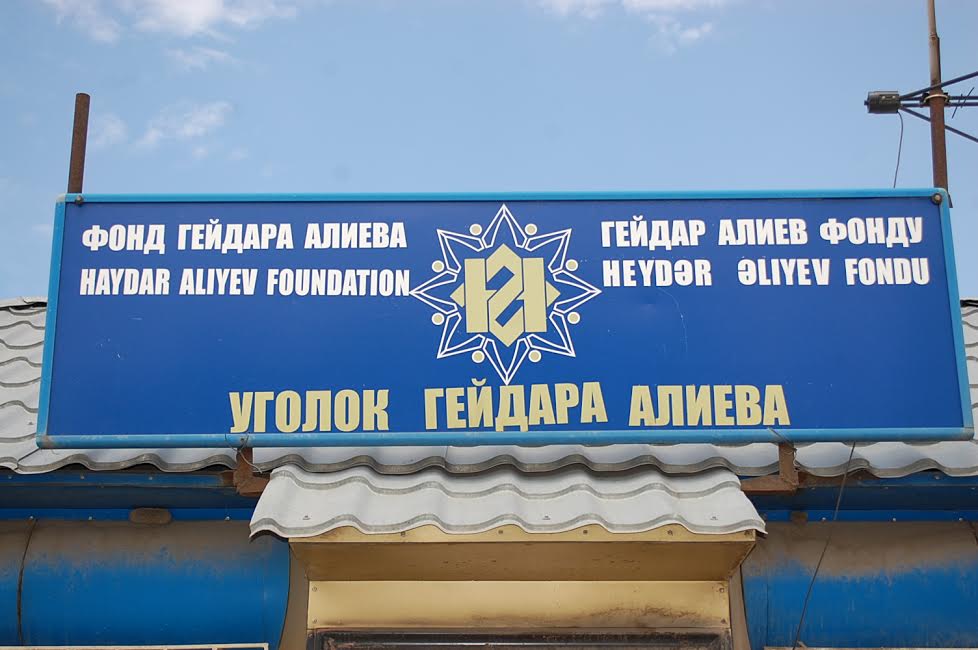 ФОНД ГЕЙДАРА АЛИЕВА
HAYDAR ALIYEV FOUNDATION
ГЕЙДАР АЛИЕВ ФОНДУ
HEYDƏR ƏLIYEV FONDU
УГОЛОК ГЕЙДАРА АЛИЕВА